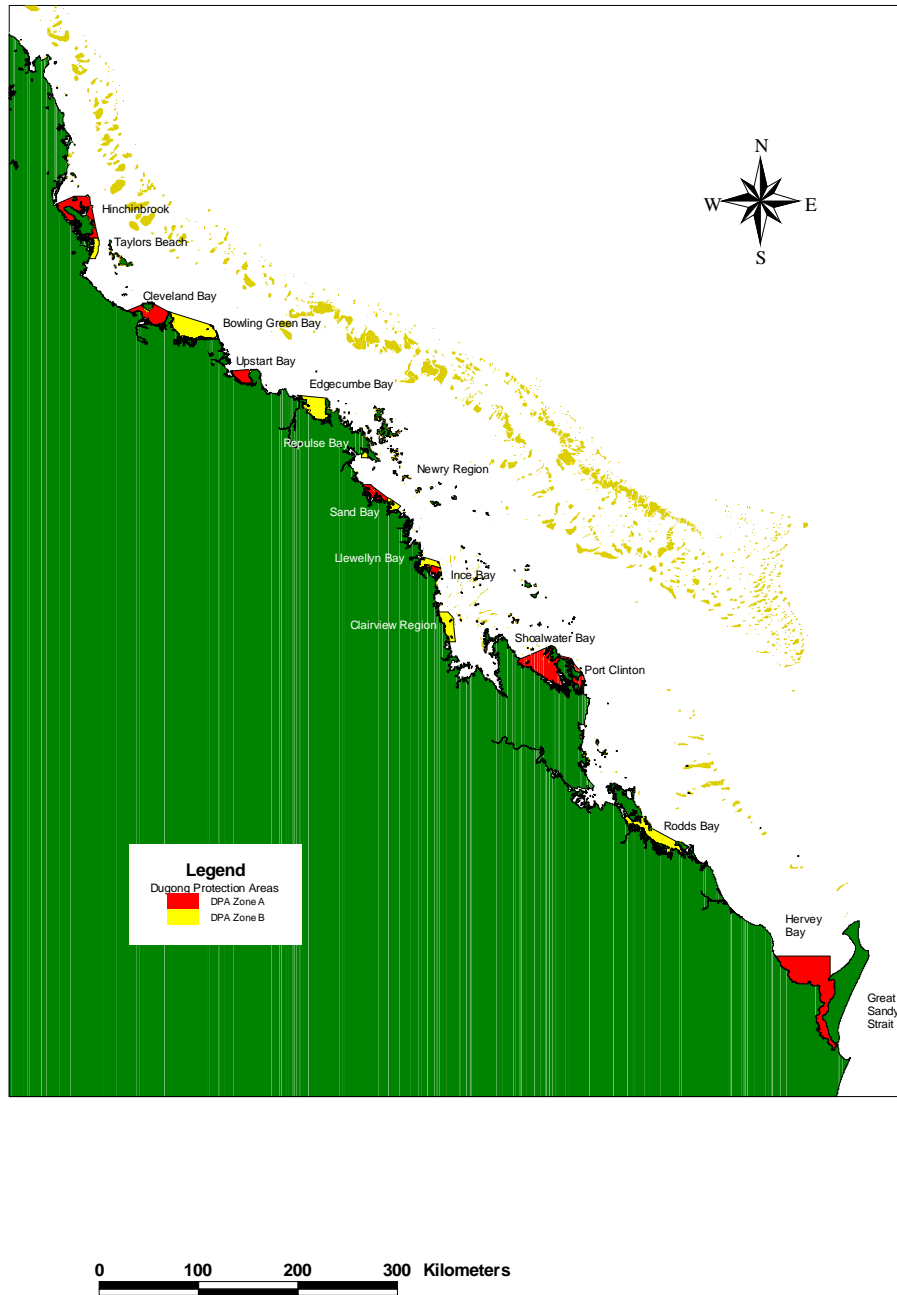 N
W
E
S
Hinchinbrook
Taylors Beach
Cleveland Bay
Bowling Green Bay
Upstart Bay
Edgecumbe Bay
Repulse Bay
Newry Region
Sand Bay
Llewellyn Bay
Ince Bay
Clairview Region
Shoalwater Bay
Port Clinton
Rodds Bay
Legend
Dugong Protection Areas
DPA Zone A
DPA Zone B
Hervey
Bay
Great
Sandy
Strait
0 100 200 300 Kilometers